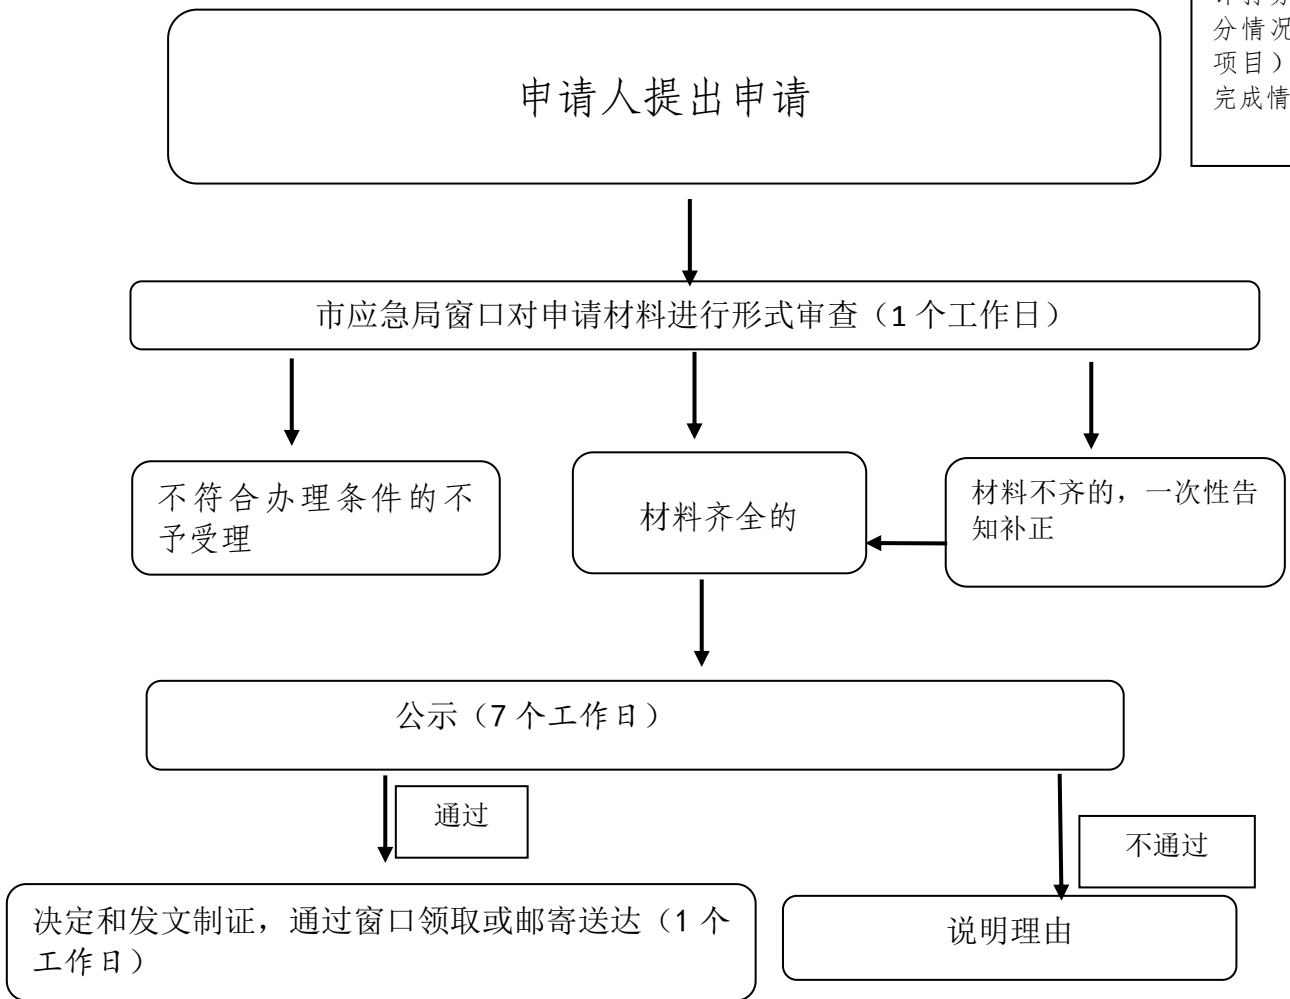 分情况
项目）
完成情
申请人提出申请
市应急局窗口对申请材料进行形式审查（1 个工作日）
不符合办理条件的不
予受理
材料齐全的
材料不齐的，一次性告
知补正
公示（7 个工作日）
通过
不通过
决定和发文制证，通过窗口领取或邮寄送达（1 个
工作日）
说明理由